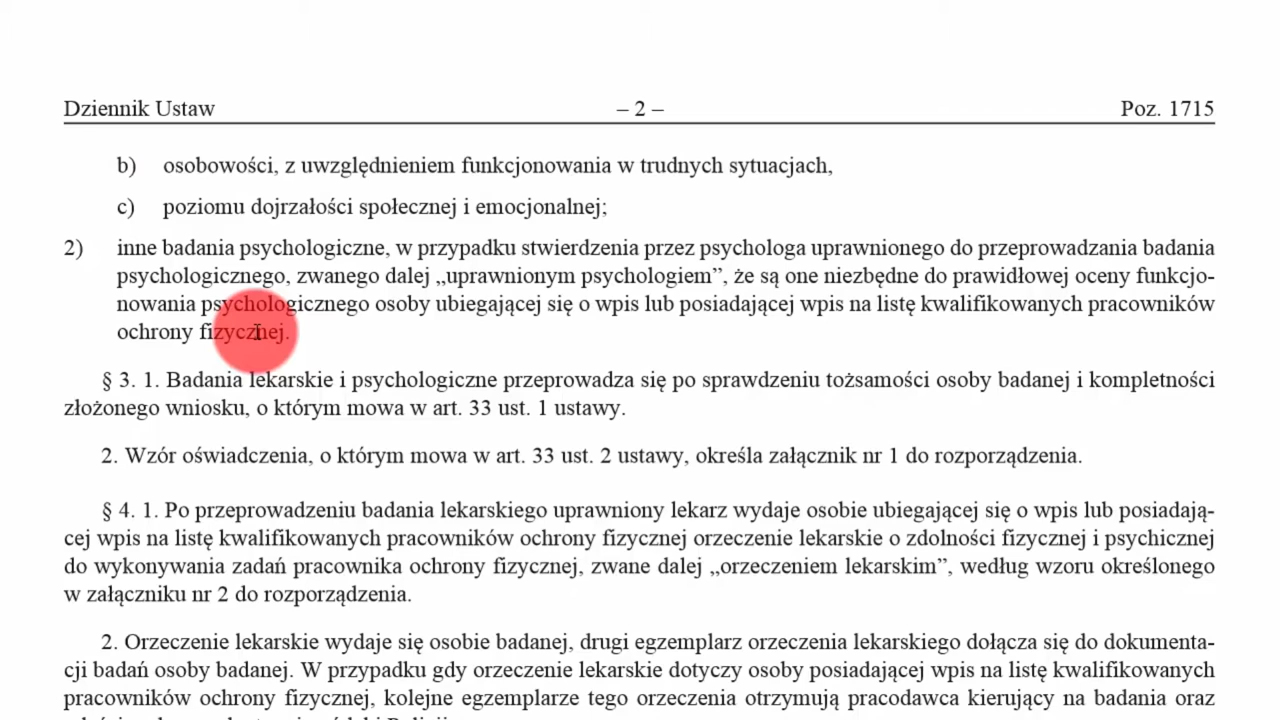 Dziennik Ustaw – 2 – Poz. 1715
b) osobowości, z uwzględnieniem funkcjonowania w trudnych sytuacjach,
c) poziomu dojrzałości społecznej i emocjonalnej;
2) inne badania psychologiczne, w przypadku stwierdzenia przez psychologa uprawnionego do przeprowadzania badania
psychologicznego, zwanego dalej „uprawnionym psychologiem”, że są one niezbędne do prawidłowej oceny funkcjo-
nowania psychologicznego osoby ubiegającej się o wpis lub posiadającej wpis na listę kwalifikowanych pracowników
ochrony fizycznej.
§ 3. 1. Badania lekarskie i psychologiczne przeprowadza się po sprawdzeniu tożsamości osoby badanej i kompletności
złożonego wniosku, o którym mowa w art. 33 ust. 1 ustawy.
2. Wzór oświadczenia, o którym mowa w art. 33 ust. 2 ustawy, określa załącznik nr 1 do rozporządzenia.
§ 4. 1. Po przeprowadzeniu badania lekarskiego uprawniony lekarz wydaje osobie ubiegającej się o wpis lub posiadają-
cej wpis na listę kwalifikowanych pracowników ochrony fizycznej orzeczenie lekarskie o zdolności fizycznej i psychicznej
do wykonywania zadań pracownika ochrony fizycznej, zwane dalej „orzeczeniem lekarskim”, według wzoru określonego
w załączniku nr 2 do rozporządzenia.
2. Orzeczenie lekarskie wydaje się osobie badanej, drugi egzemplarz orzeczenia lekarskiego dołącza się do dokumenta-
cji badań osoby badanej. W przypadku gdy orzeczenie lekarskie dotyczy osoby posiadającej wpis na listę kwalifikowanych
pracowników ochrony fizycznej, kolejne egzemplarze tego orzeczenia otrzymują pracodawca kierujący na badania oraz